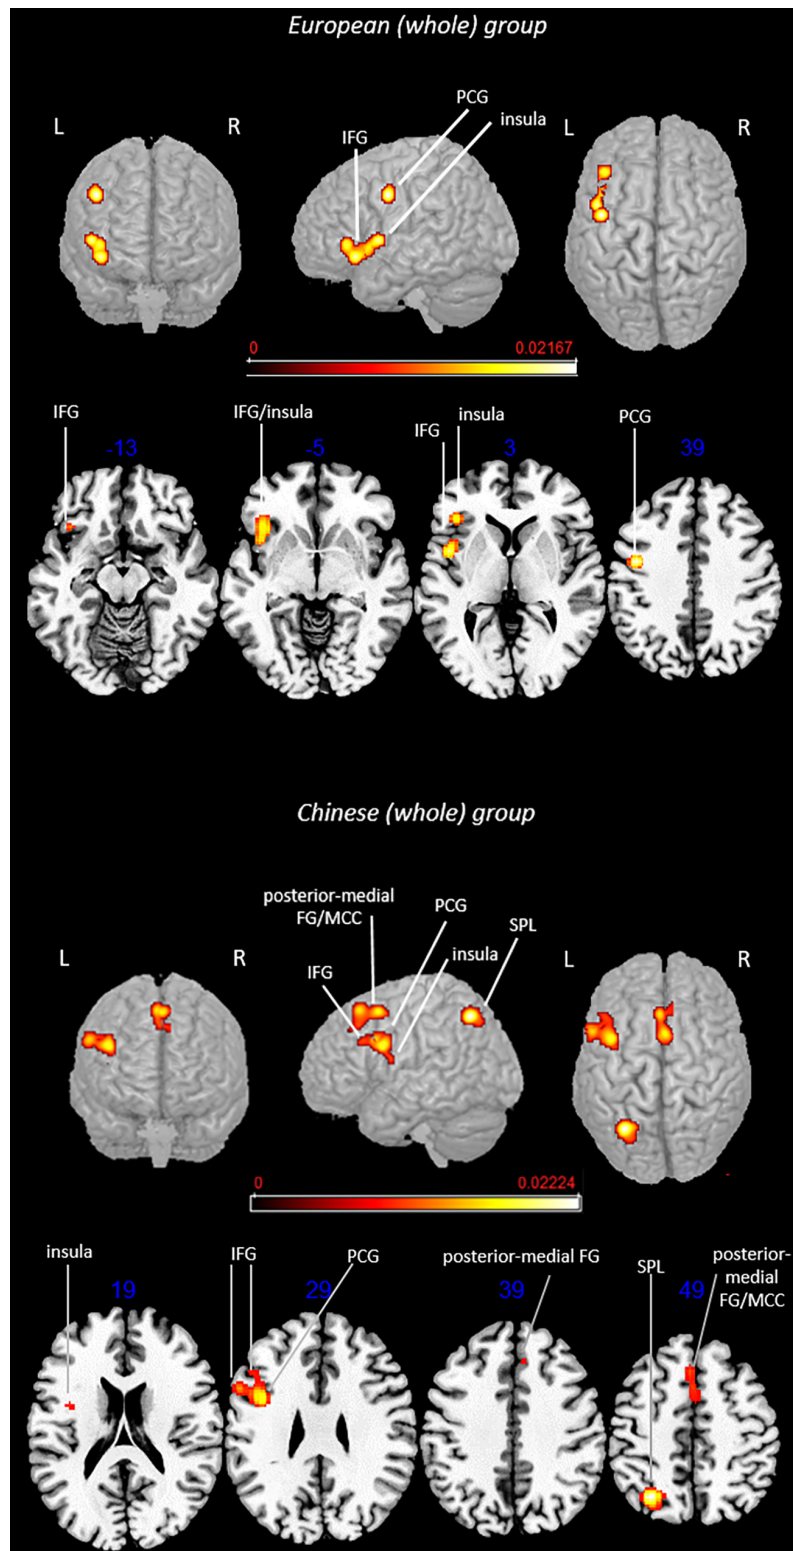 European (whole) group
PCG
insula
L
R
IFG
L
R
0
0.02167
IFG
IFG/insula
insula
IFG
PCG
-13
-5
3
39
Chinese (whole) group
posterior-medial
FG/MCC
PCG
SPL
insula
L
R
IFG
L
R
0
0.02224
insula
IFG
PCG
posterior-medial FG
SPL
posterior-
medial
FG/MCC
19
29
39
49